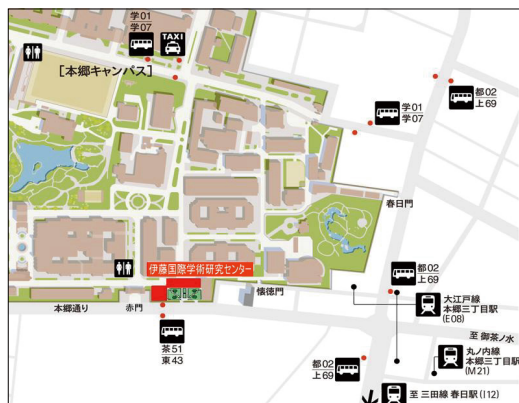 学01
学07
TAXI
[本郷キャンパス]
都02
上69
学01
学07
春日門
伊藤国際学術研究センター
都02
上69
懐徳門
大江戸線
本郷三丁目駅
(E08)
本郷通り
赤門
至 御茶ノ水
茶51
東43
丸ノ内線
本郷三丁目駅
(M21)
都02
上69
至 三田線 春日駅(I12)